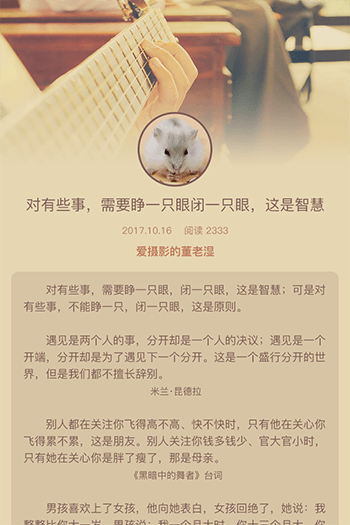 对有些事，需要睁一只眼闭一只眼，这是智慧
2017.10.16 阅读 2333
爱摄影的董老湿
对有些事，需要睁一只眼，闭一只眼，这是智慧；可是对
有些事，不能睁一只，闭一只眼，这是原则。
遇见是两个人的事，分开却是一个人的决议；遇见是一个
开端，分开却是为了遇见下一个分开。这是一个盛行分开的世
界，但是我们都不擅长辞别。
米兰·昆德拉
别人都在关注你飞得高不高、快不快时，只有他在关心你
飞得累不累，这是朋友。别人关注你钱多钱少、官大官小时，
只有她在关心你是胖了瘦了，那是母亲。
《黑暗中的舞者》台词
男孩喜欢上了女孩，他向她表白，女孩回绝了，她说：我